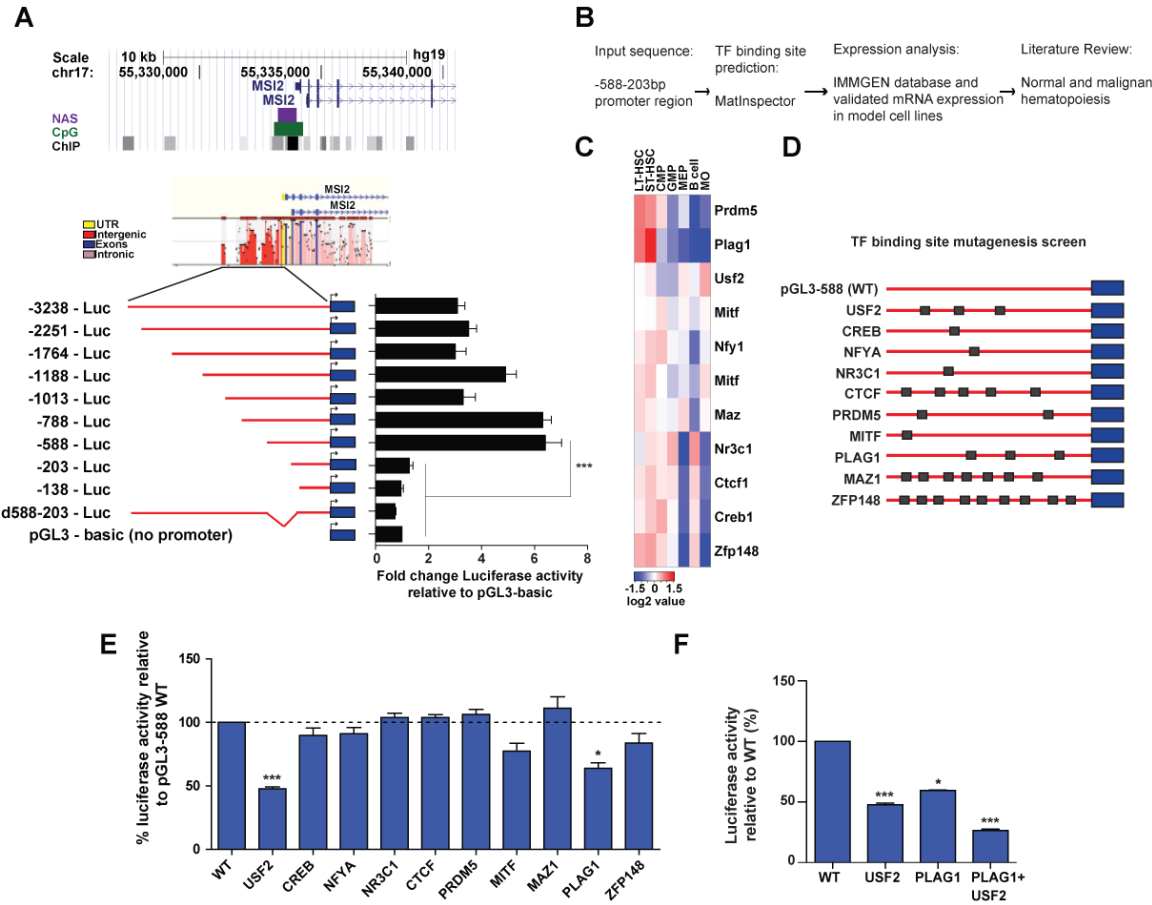 A
Scale
10 kb
hg19
chr17:
55,330,000
55,335,000
55,340,000
MSI2
MSI2
NAS
CpG
ChIP
MSI2
MSI2
UTR
Intergenic
Exons
Intronic
-3238 - Luc
-2251 - Luc
-1764 - Luc
-1188 - Luc
-1013 - Luc
-788 - Luc
-588 - Luc
-203 - Luc
-138 - Luc
d588-203 - Luc
pGL3 - basic (no promoter)
***
0 2 4 6 8
Fold change Luciferase activity
relative to pGL3-basic
B
Input sequence:
-588-203bp
promoter region
TF binding site
prediction:
MatInspector
Expression analysis:
IMMGEN database and
validated mRNA expression
in model cell lines
Literature Review:
Normal and malignan
hematopoiesis
C
LT-HSC
ST-HSC
CMP
GMP
MEP
B cell
MO
Prdm5
Plag1
Usf2
Mitf
Nfy1
Mitf
Maz
Nr3c1
Ctcf1
Creb1
Zfp148
-1.5 0 1.5
log2 value
D
TF binding site mutagenesis screen
pGL3-588 (WT)
USF2
CREB
NFYA
NR3C1
CTCF
PRDM5
MITF
PLAG1
MAZ1
ZFP148
E
% luciferase activity relative
to pGL3-588 WT
150
100
50
0
***
*
WT
USF2
CREB
NFYA
NR3C1
CTCF
PRDM5
MITF
MAZ1
PLAG1
ZFP148
F
Luciferase activity
relative to WT (%)
150
100
50
0
***
*
***
WT
USF2
PLAG1
PLAG1+
USF2